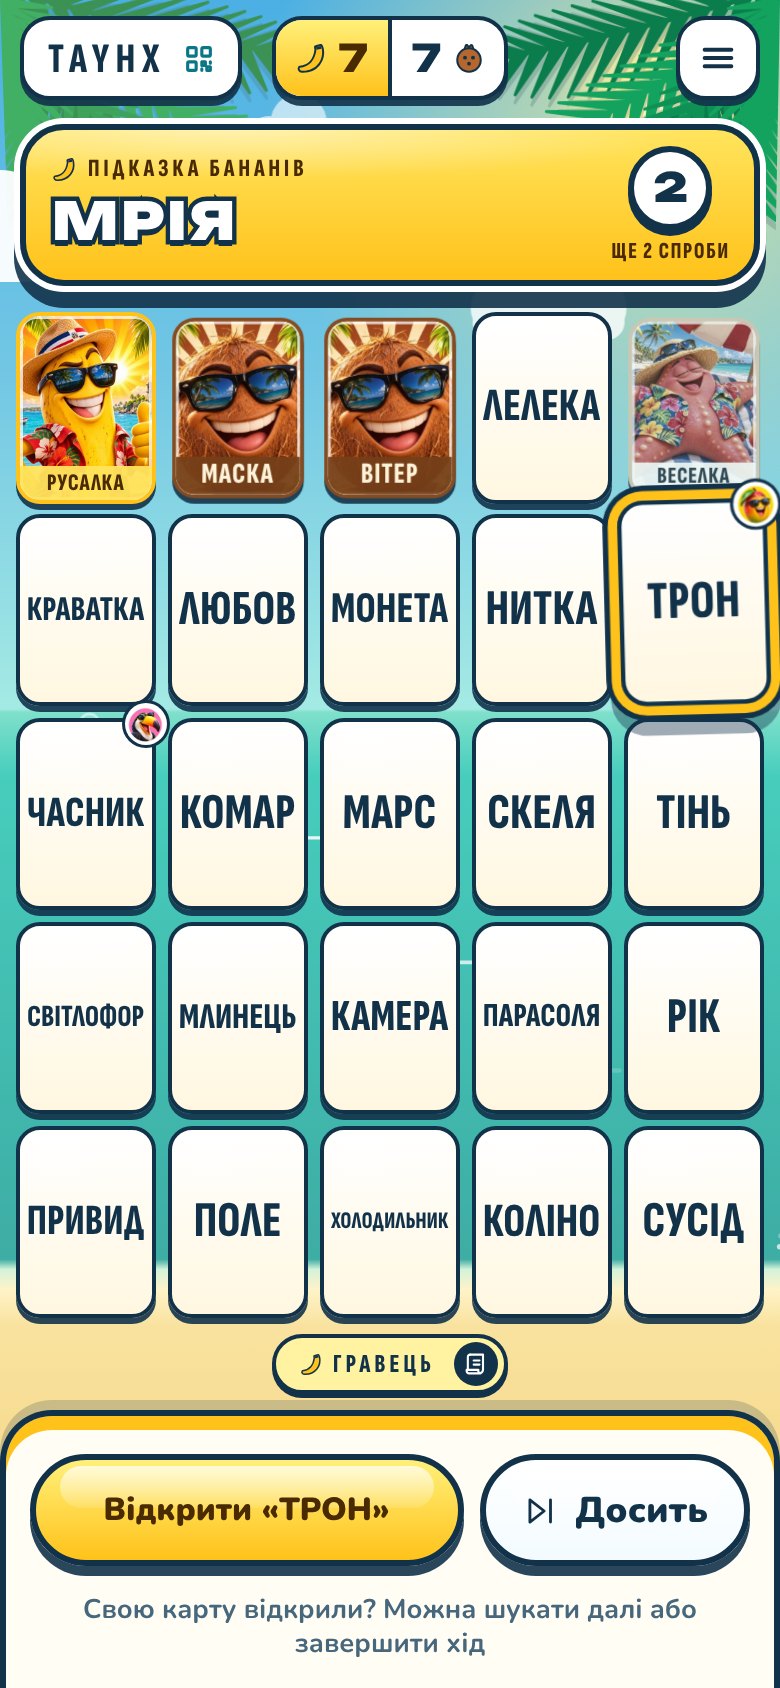 TAYHX
7
7
ПІДКАЗКА БАНАНІВ
МРІЯ
2
ЩЕ 2 СПРОБИ
РУСАЛКА
МАСКА
ВІТЕР
ЛЕЛЕКА
ВЕСЕЛКА
КРАВАТКА
ЛЮБОВ
МОНЕТА
НИТКА
ТРОН
ЧАСНИК
КОМАР
МАРС
СКЕЛЯ
ТІНЬ
СВІТЛОФОР
МЛИНЕЦЬ
КАМЕРА
ПАРАСОЛЯ
РІК
ПРИВИД
ПОЛЕ
ХОЛОДИЛЬНИК
КОЛІНО
СУСІД
ГРАВЕЦЬ
Відкрити «ТРОН»
Досить
Свою карту відкрили? Можна шукати далі або
завершити хід